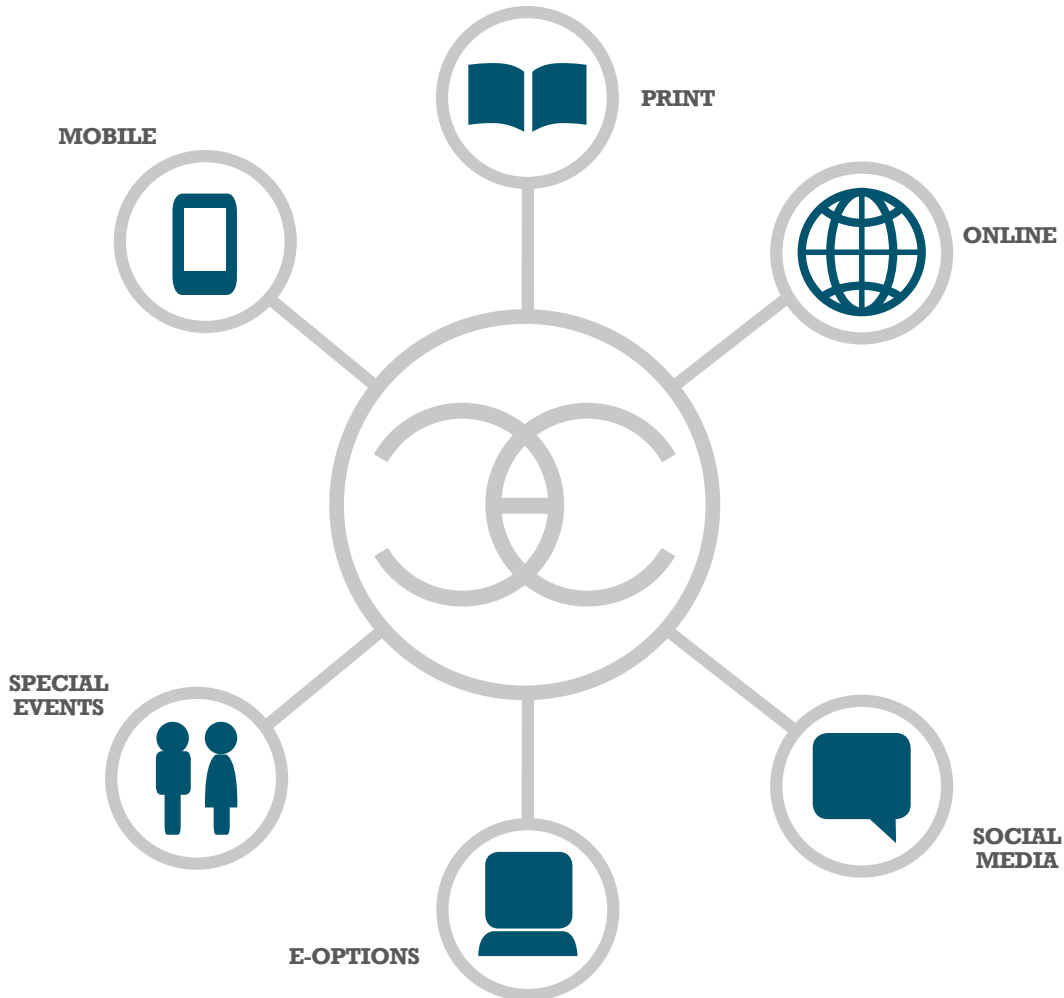 PRINT
MOBILE
ONLINE
SPECIAL
EVENTS
SOCIAL
MEDIA
E-OPTIONS